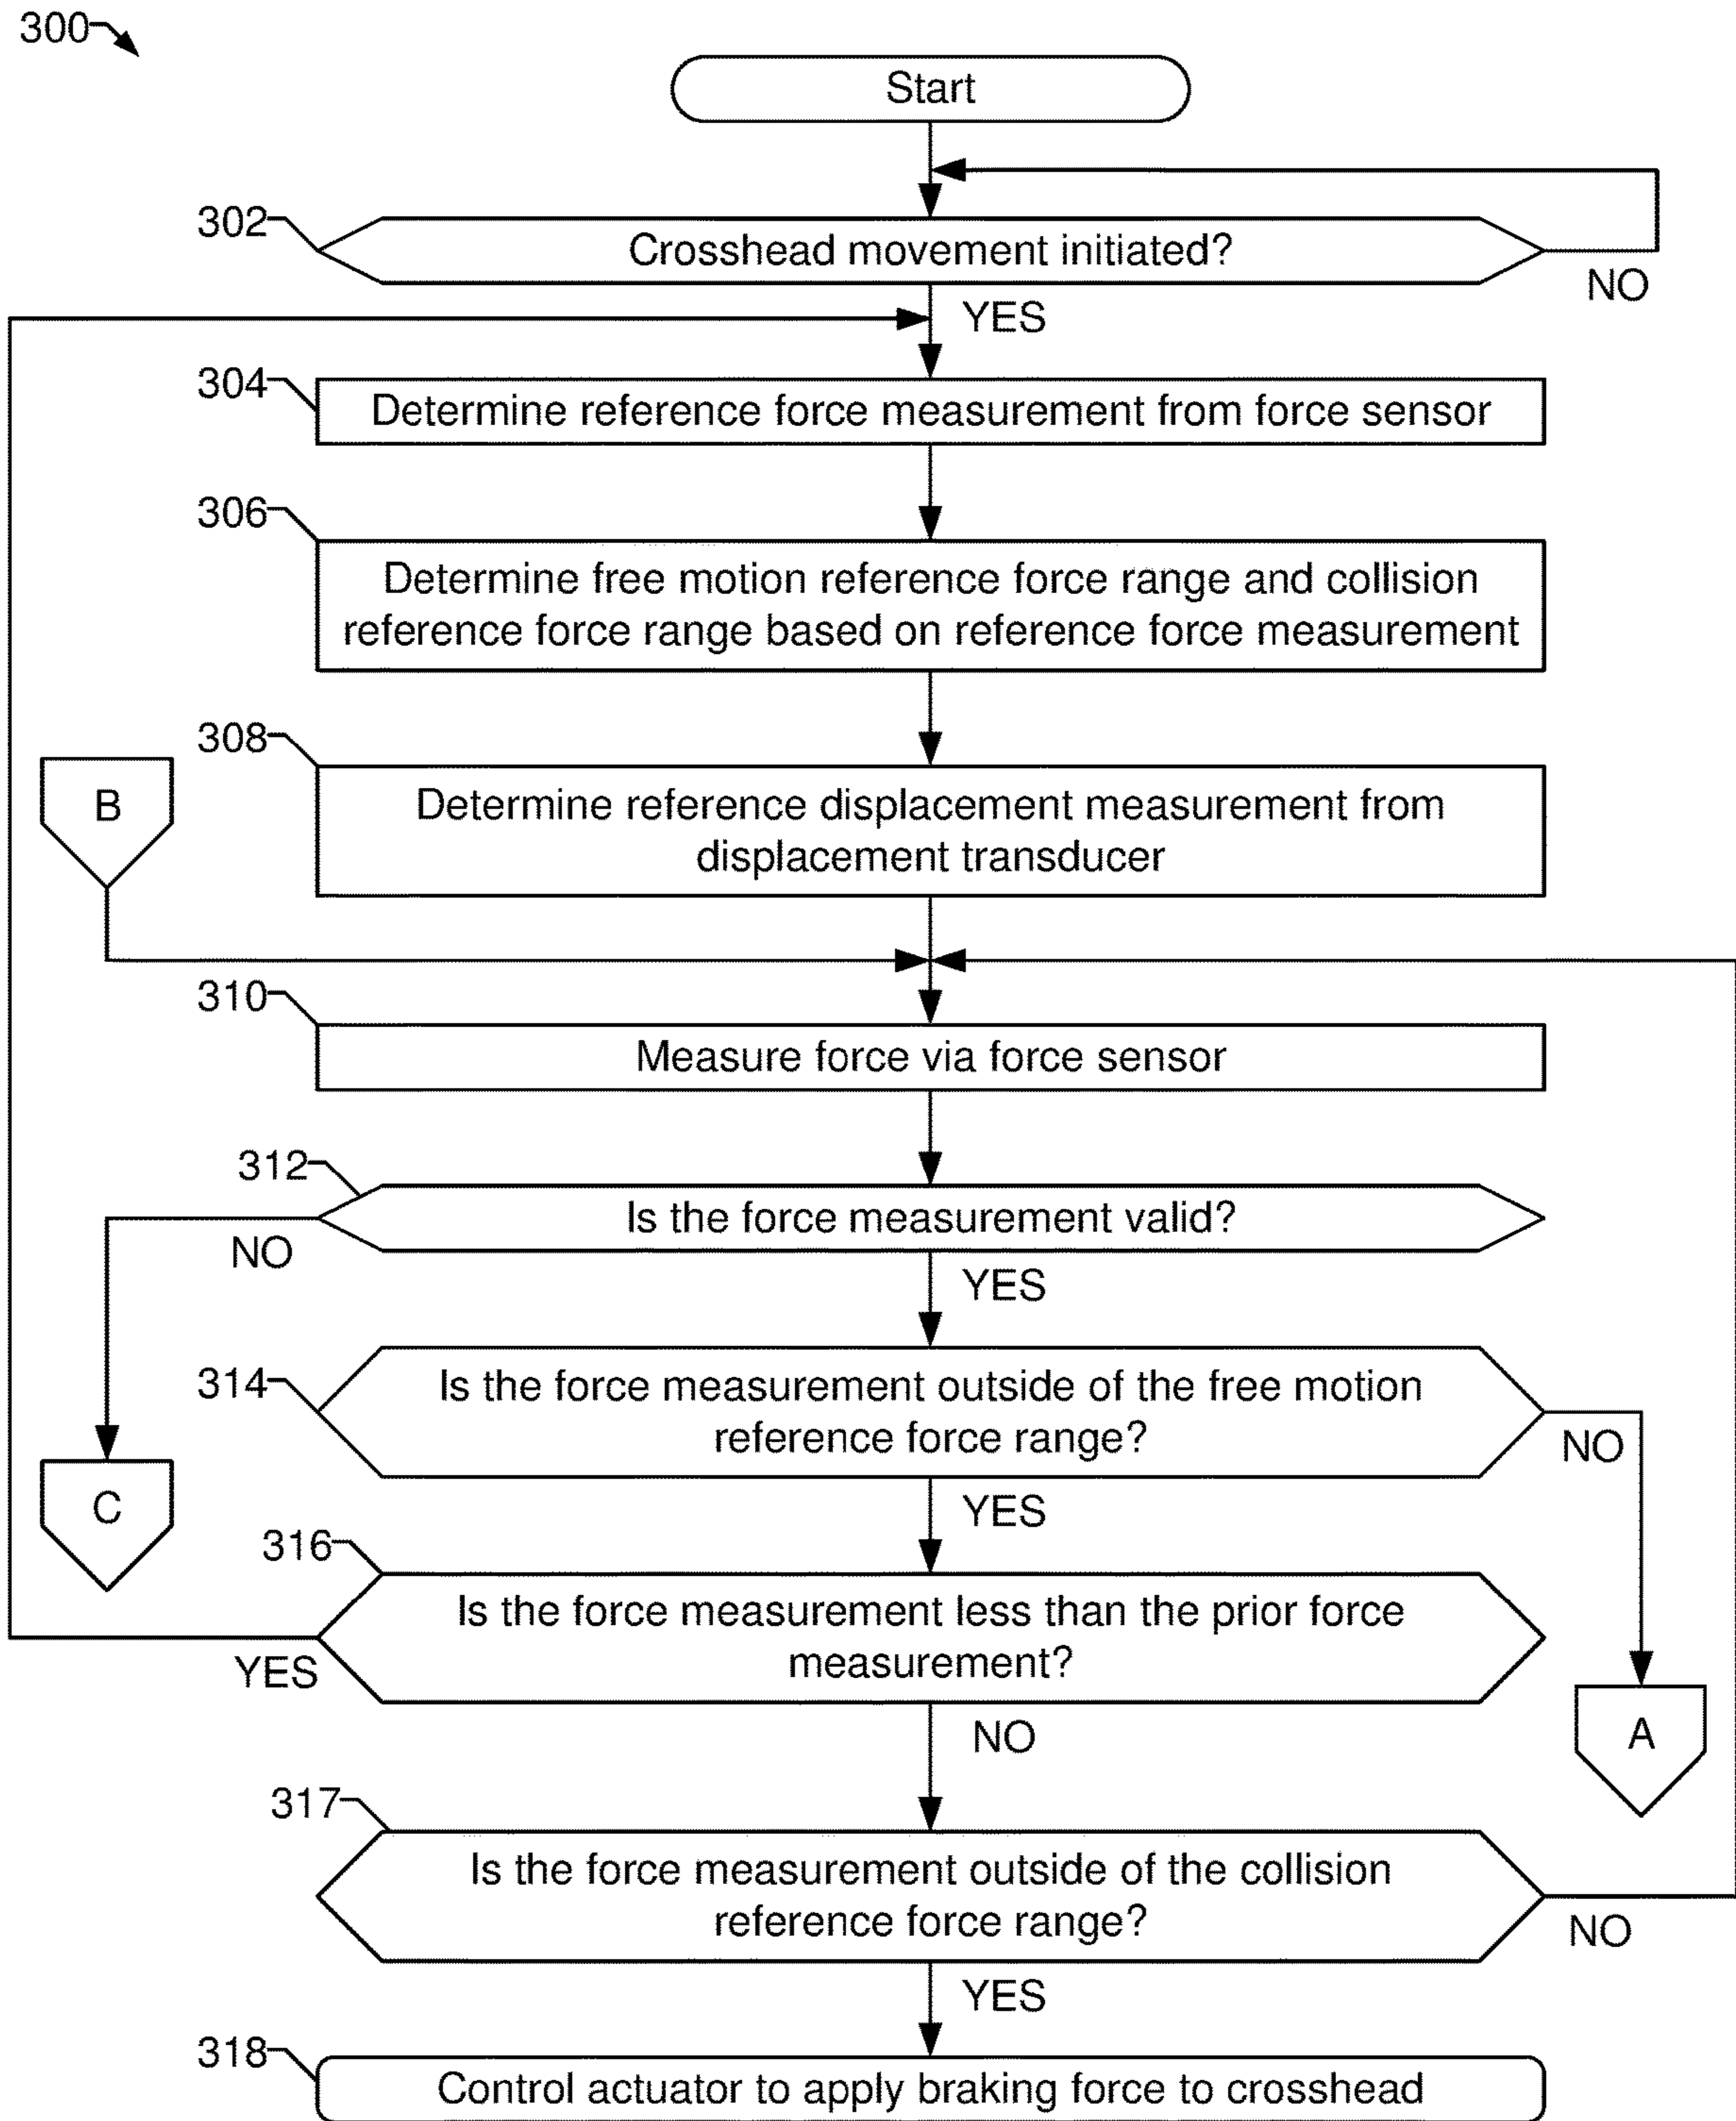 300
Start
302
Crosshead movement initiated?
NO
YES
304
Determine reference force measurement from force sensor
306
Determine free motion reference force range and collision
reference force range based on reference force measurement
308
B
Determine reference displacement measurement from
displacement transducer
310
Measure force via force sensor
312
Is the force measurement valid?
NO
YES
314
Is the force measurement outside of the free motion
reference force range?
NO
C
YES
316
Is the force measurement less than the prior force
measurement?
YES
A
NO
317
Is the force measurement outside of the collision
reference force range?
NO
YES
318
Control actuator to apply braking force to crosshead